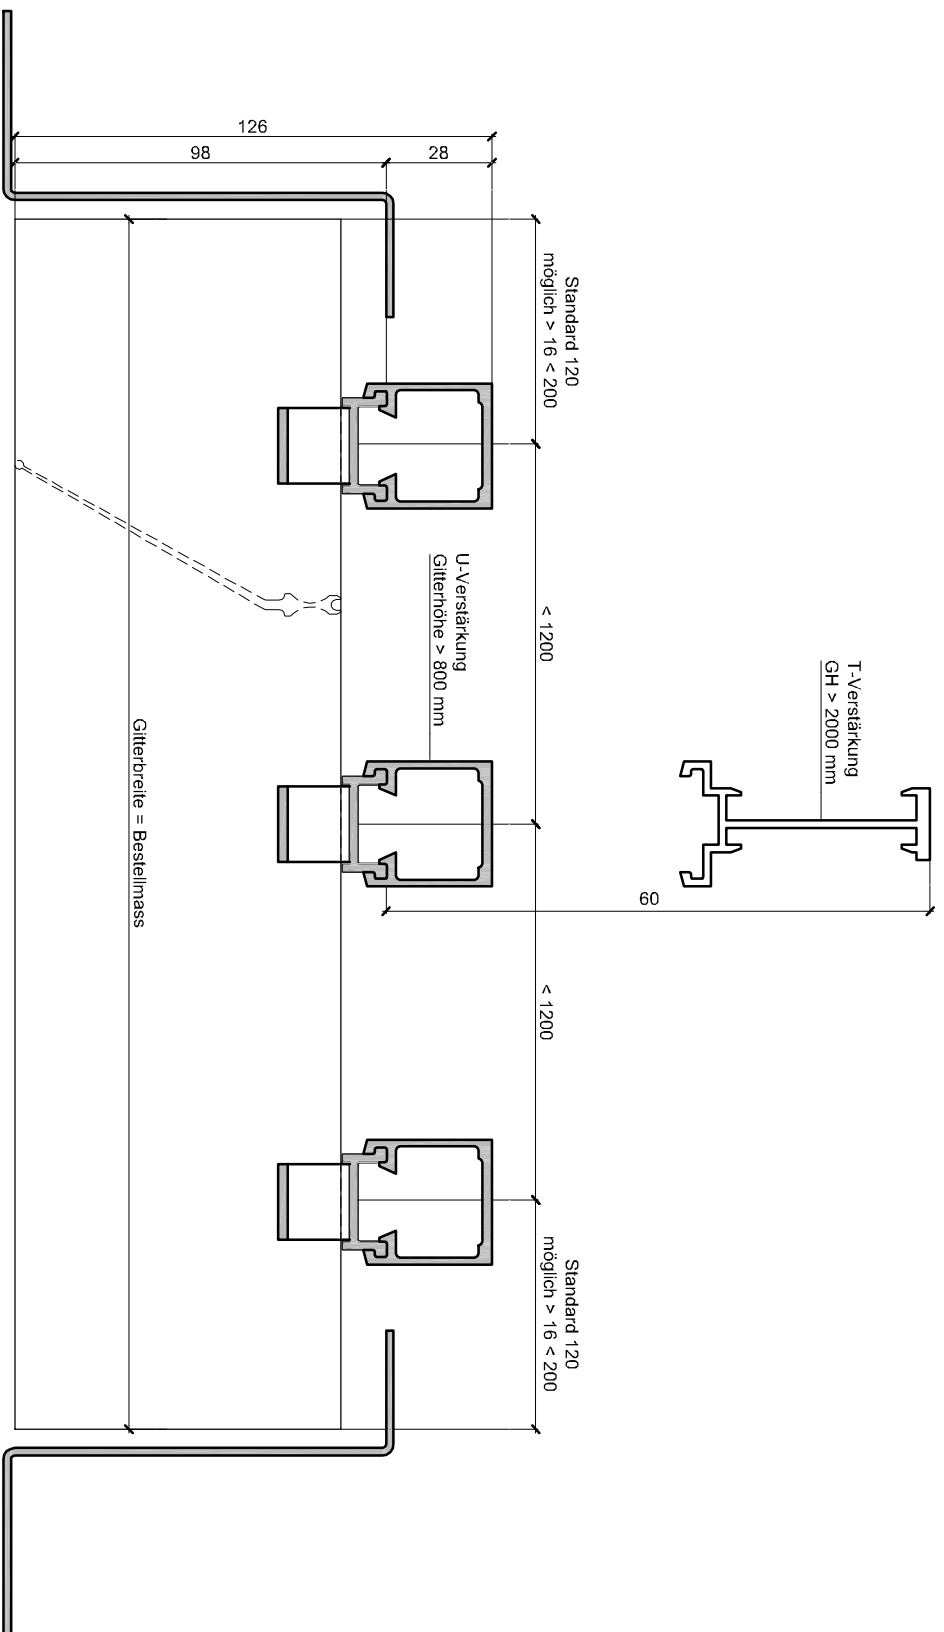 126
98
28
Standard 120
möglich > 16 < 200
< 1200
U-Verstärkung
Gitterhöhe > 800 mm
T-Verstärkung
GH > 2000 mm
Gitterbreite = Bestellmass
60
< 1200
Standard 120
möglich > 16 < 200